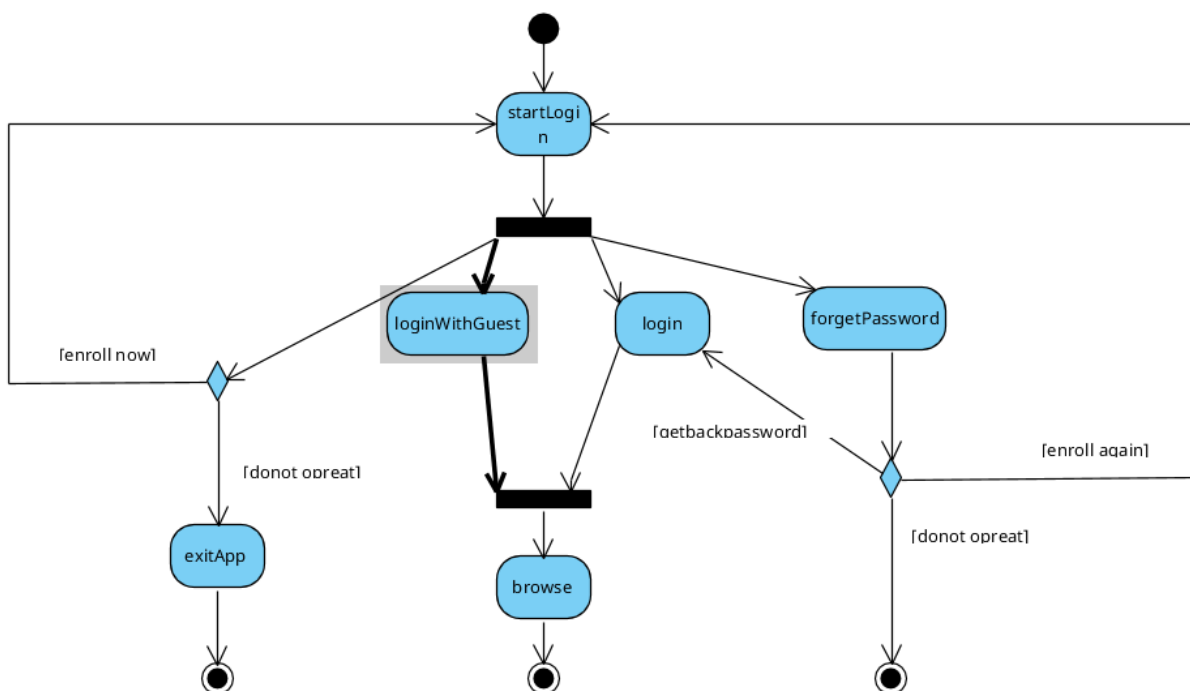 startLogi
n
loginWithGuest
login
forgetPassword
[enroll now]
[getbackpassword]
[enroll again]
[donot opreat]
[donot opreat]
exitApp
browse